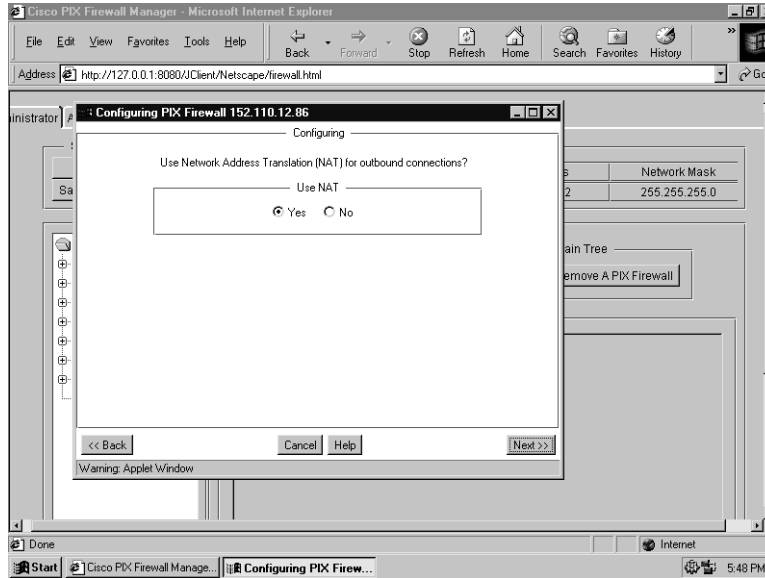 Cisco PIX Firewall Manager - Microsoft Internet Explorer
File Edit View Favorites Tools Help
Back Forward Stop Refresh Home Search Favorites History
Address http://127.0.0.1:8080/JClient/Netscape/firewall.html
Configuring PIX Firewall 152.110.12.86
Configuring
Use Network Address Translation (NAT) for outbound connections?
Use NAT
Yes No
Network Mask
2 255.255.255.0
ain Tree
emove A PIX Firewall
<< Back Cancel Help Next >>
Warning: Applet Window
Done Internet
Start Cisco PIX Firewall Manage... Configuring PIX Firew... 5:48 PM